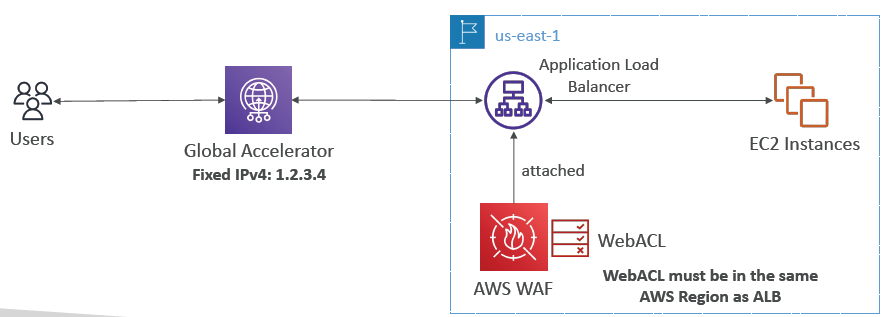 us-east-1
Application Load
Balancer
Users
Global Accelerator
Fixed IPv4: 1.2.3.4
EC2 Instances
attached
WebACL
AWS WAF
WebACL must be in the same
AWS Region as ALB